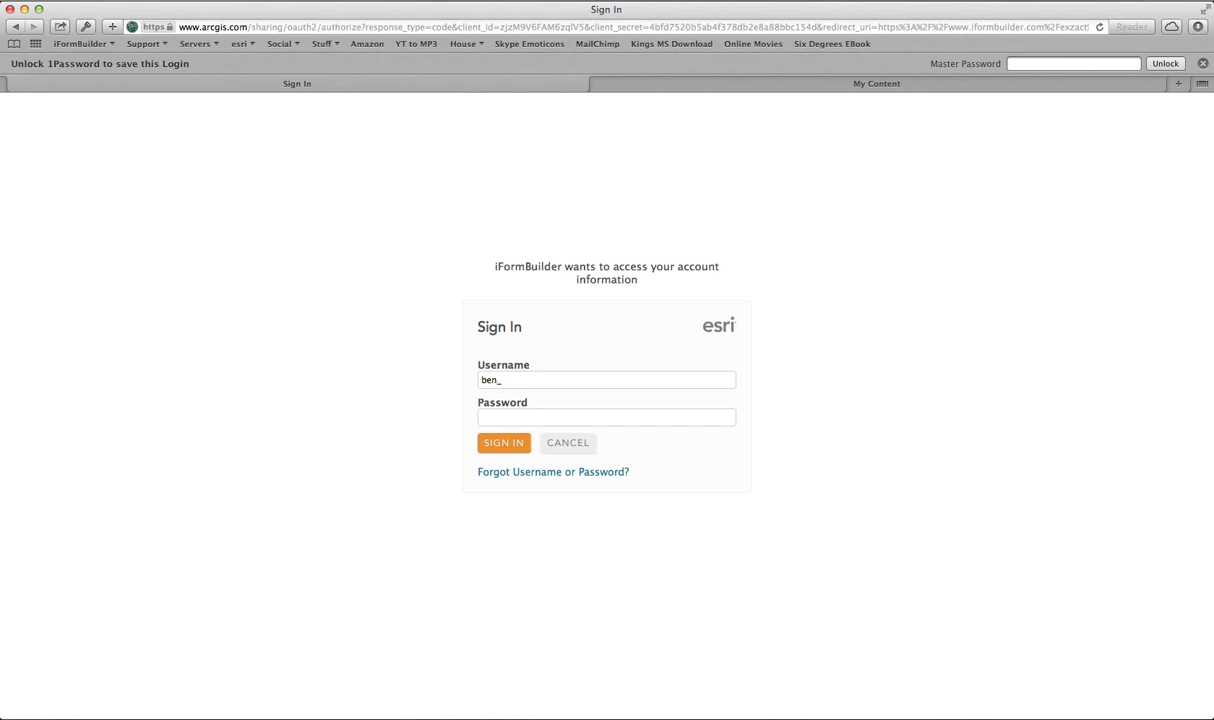 Sign In
https www.arcgis.com/sharing/oauth2/authorize?response_type=code&client_id=zjzM9V6FAM6zqlV5&client_secret=4bfd7520b5ab4f378db2e8a88bbc154d&redirect_uri=https%3A%2F%2Fwww.iformbuilder.com%2Fexzact Reader
iFormBuilder Support Servers esri Social Stuff Amazon YT to MP3 House Skype Emoticons MailChimp Kings MS Download Online Movies Six Degrees EBook
Unlock 1Password to save this Login Master Password Unlock
Sign In My Content
iFormBuilder wants to access your account
information
Sign In esri
Username
ben_
Password
SIGN IN CANCEL
Forgot Username or Password?